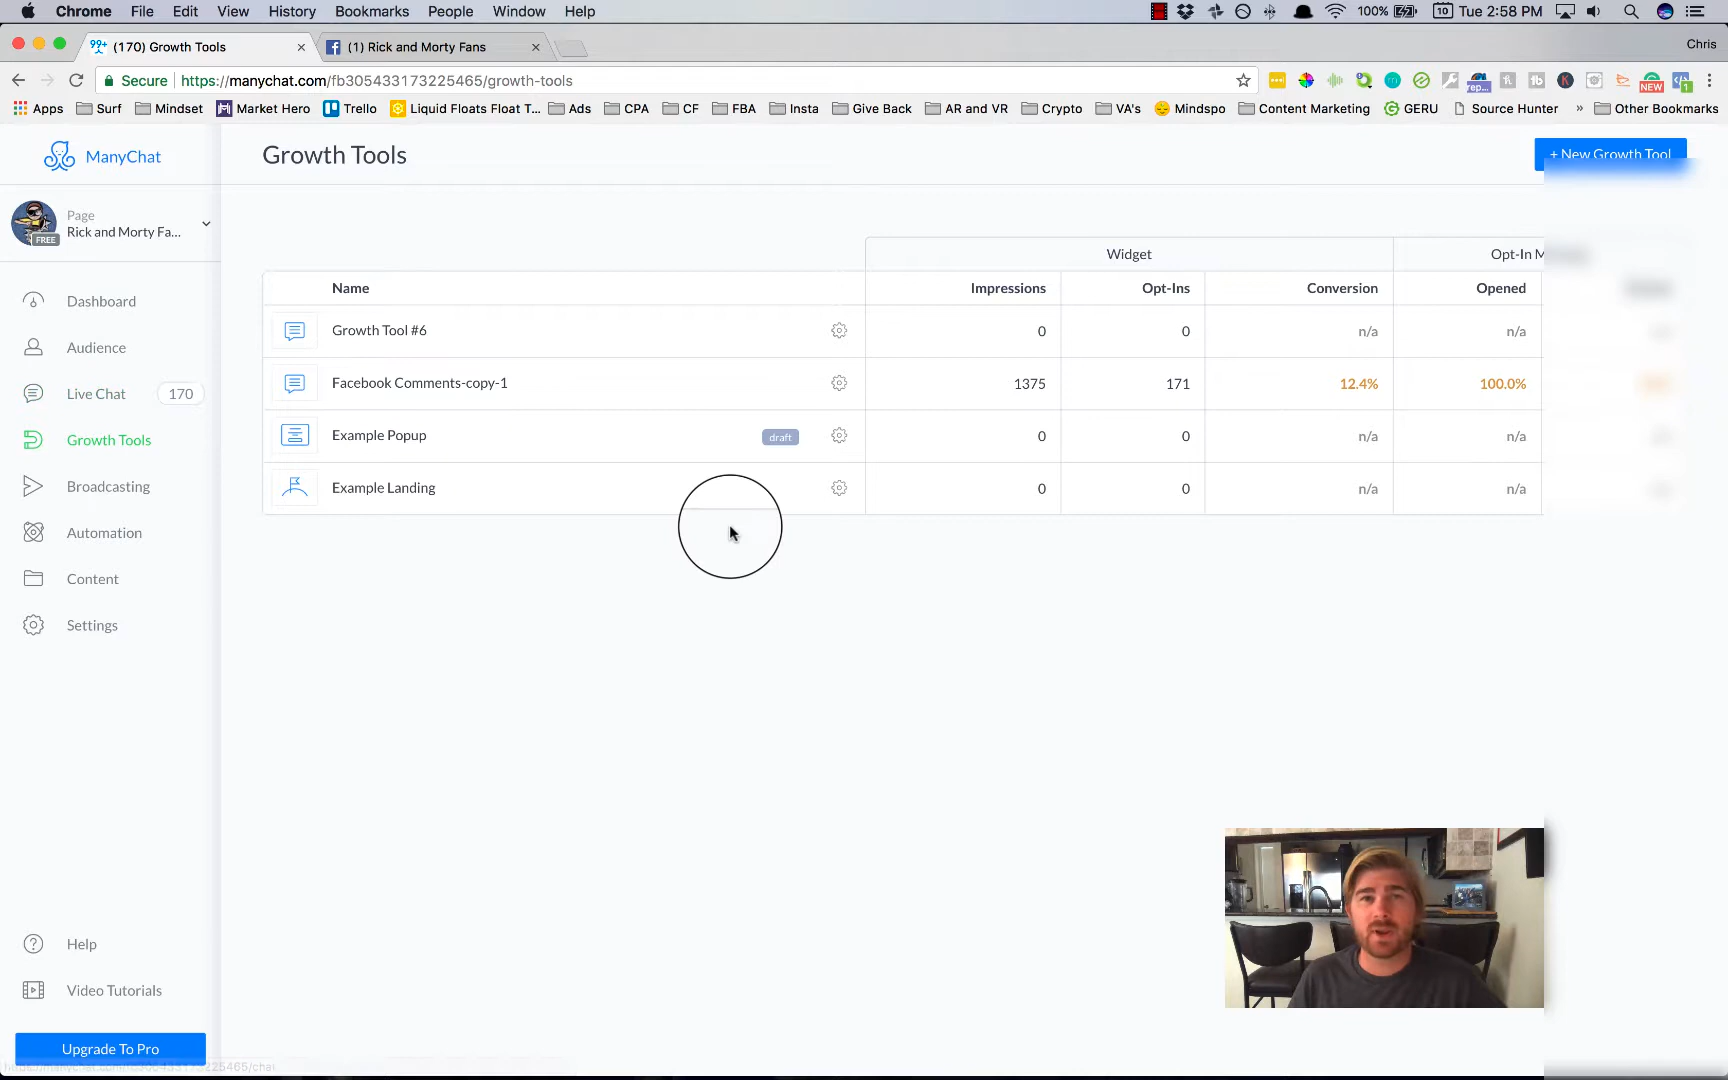 Chrome File Edit View History Bookmarks People Window Help 100% 10 Tue 2:58 PM
99+ (170) Growth Tools (1) Rick and Morty Fans Chris
Secure https://manychat.com/fb305433173225465/growth-tools NEW 1
Apps Surf Mindset Market Hero Trello Liquid Floats Float T... Ads CPA CF FBA Insta Give Back AR and VR Crypto VA's Mindspo Content Marketing GERU Source Hunter » Other Bookmarks
ManyChat
Growth Tools
+ New Growth Tool
Page
Rick and Morty Fa...
FREE
Dashboard
Audience
Live Chat 170
Growth Tools
Broadcasting
Automation
Content
Settings
Help
Video Tutorials
Upgrade To Pro
Widget Opt-In
Name Impressions Opt-Ins Conversion Opened
Growth Tool #6 0 0 n/a n/a
Facebook Comments-copy-1 1375 171 12.4% 100.0%
Example Popup draft 0 0 n/a n/a
Example Landing 0 0 n/a n/a